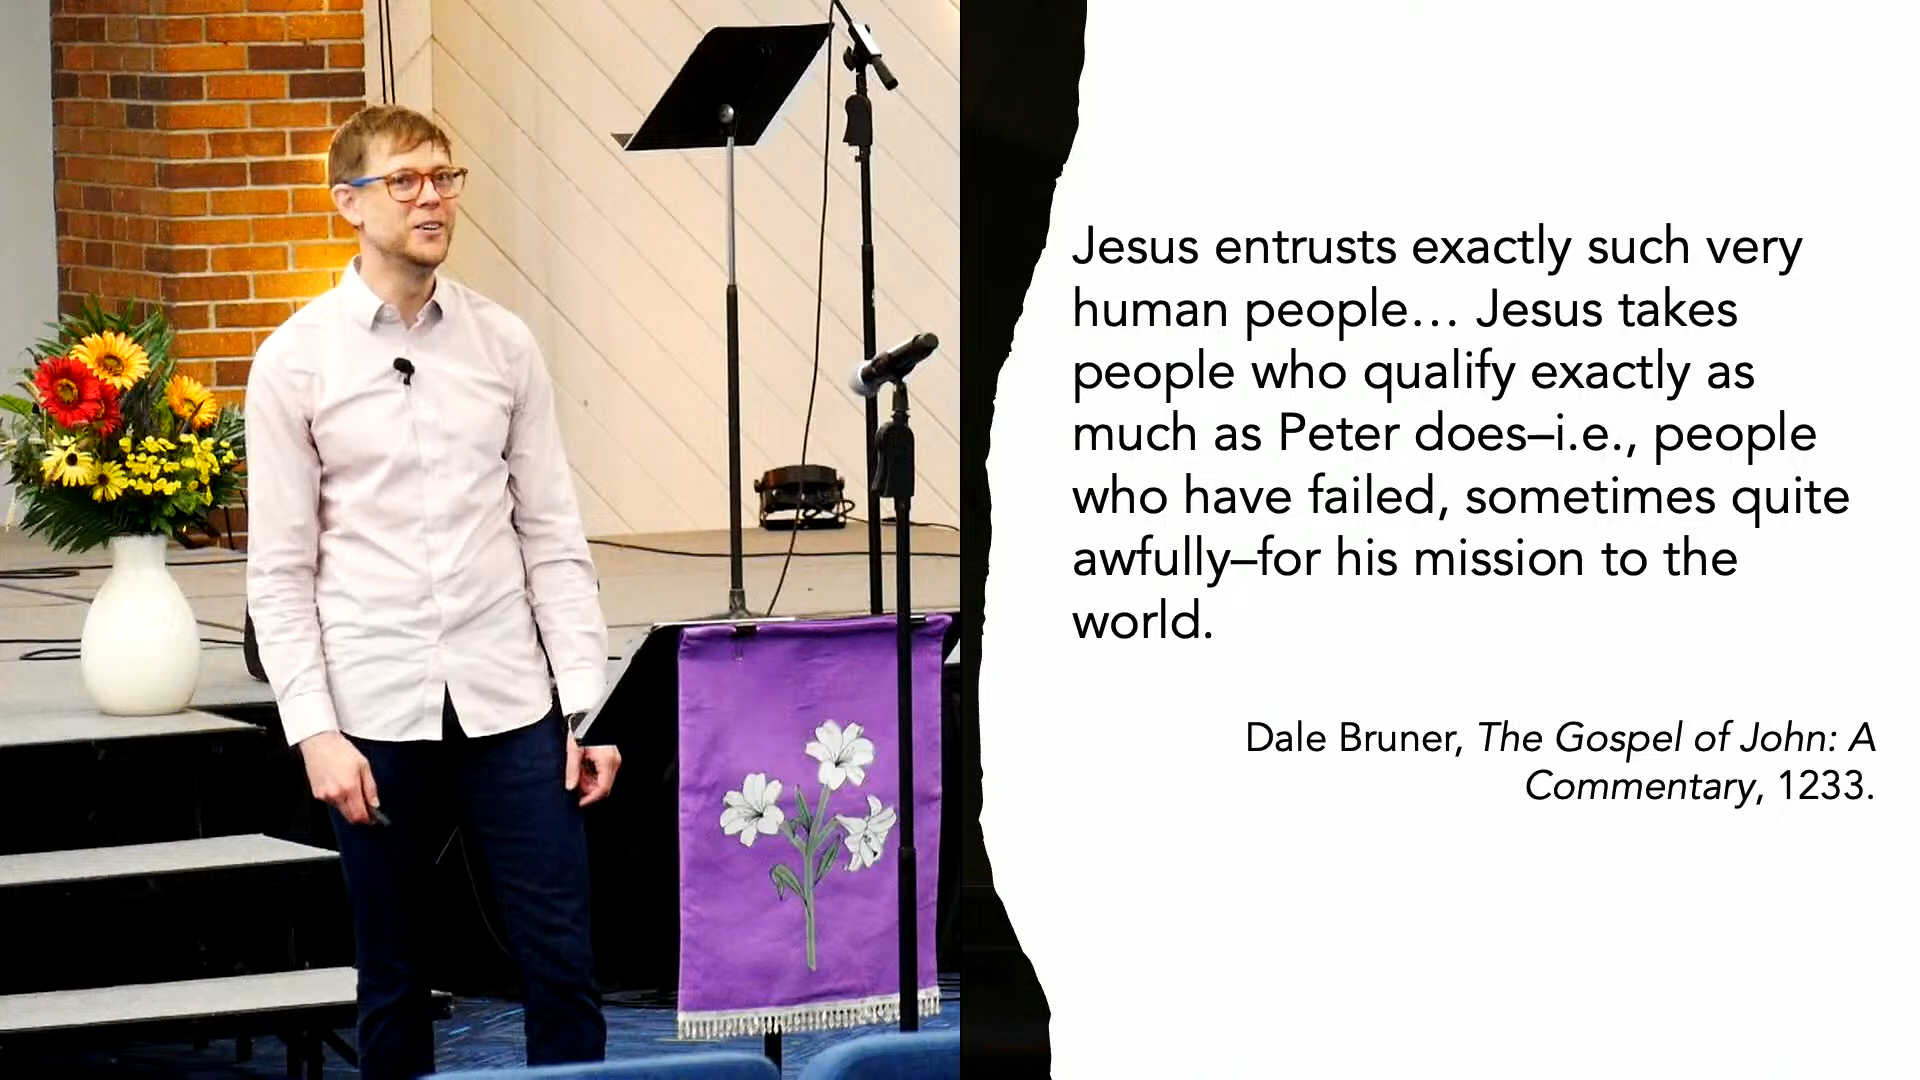 Jesus entrusts exactly such very
human people… Jesus takes
people who qualify exactly as
much as Peter does–i.e., people
who have failed, sometimes quite
awfully–for his mission to the
world.
Dale Bruner, The Gospel of John: A
Commentary, 1233.